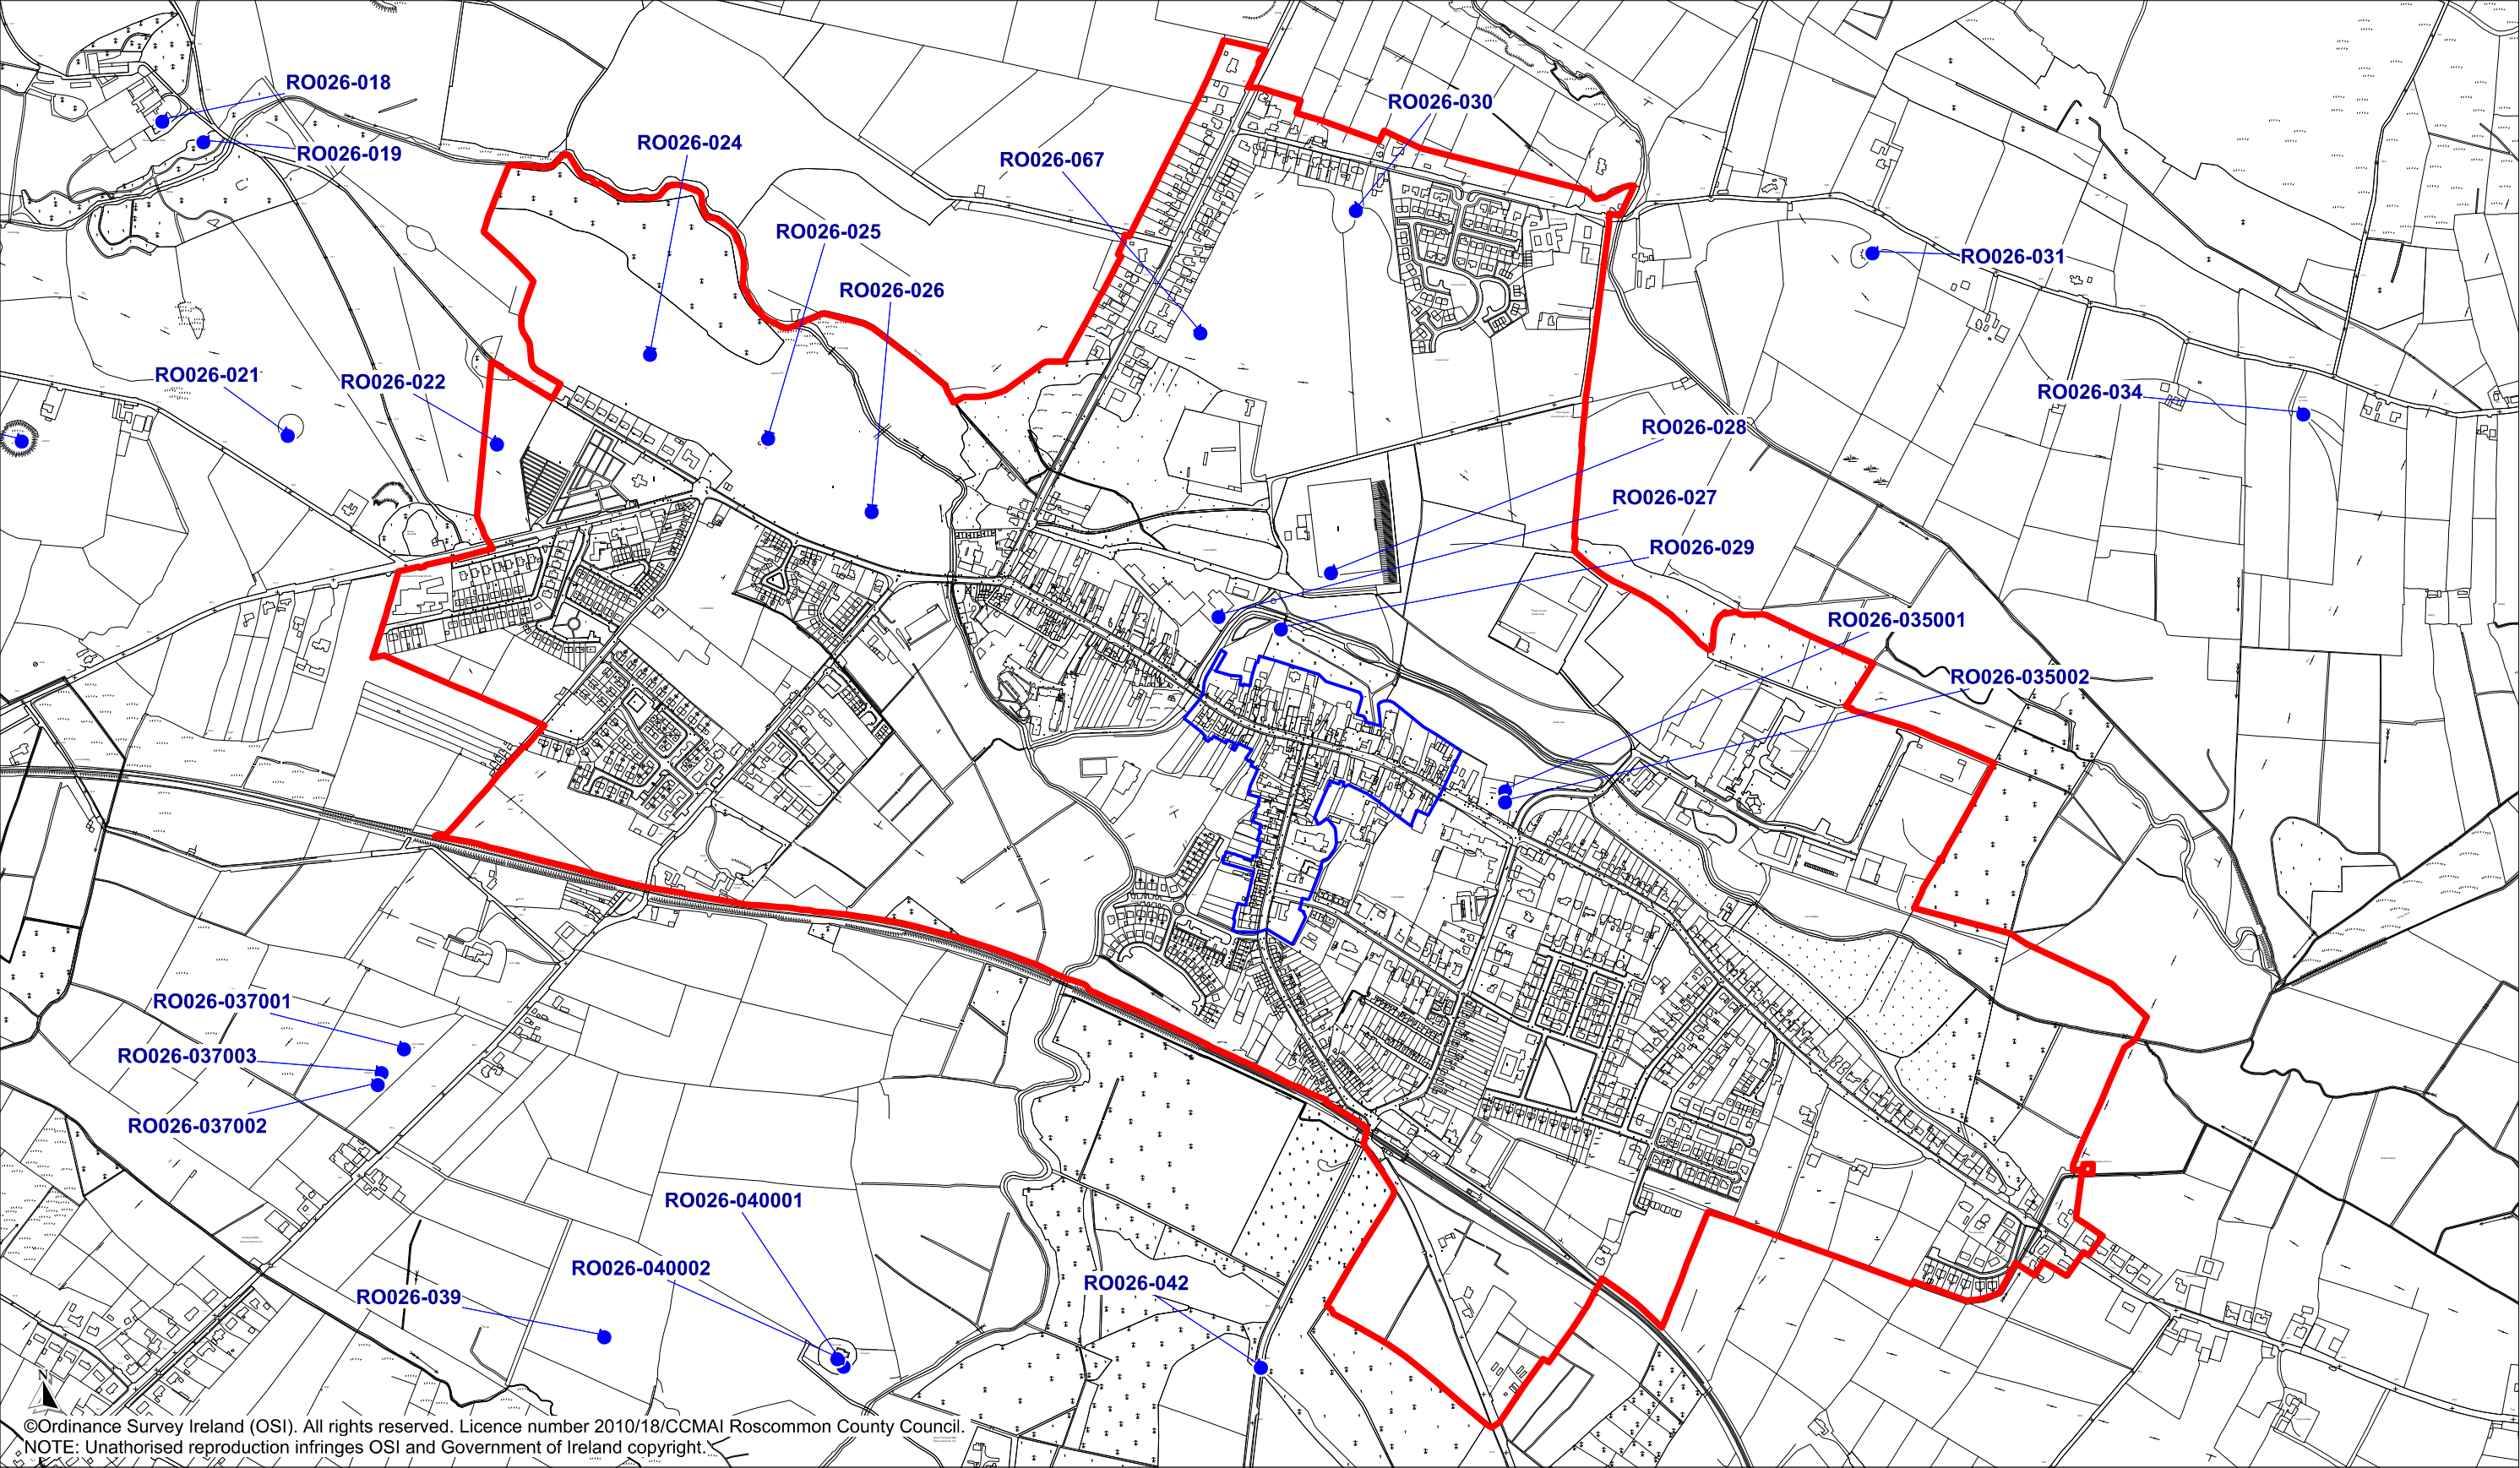 RO026-018
RO026-030
RO026-024
RO026-019
RO026-067
RO026-025
RO026-031
RO026-026
RO026-021
RO026-022
RO026-034
RO026-028
RO026-027
RO026-029
RO026-035001
RO026-035002
RO026-037001
RO026-037003
RO026-037002
RO026-040001
RO026-040002
RO026-042
RO026-039
N
©Ordinance Survey Ireland (OSI). All rights reserved. Licence number 2010/18/CCMAI Roscommon County Council.
NOTE: Unathorised reproduction infringes OSI and Government of Ireland copyright.